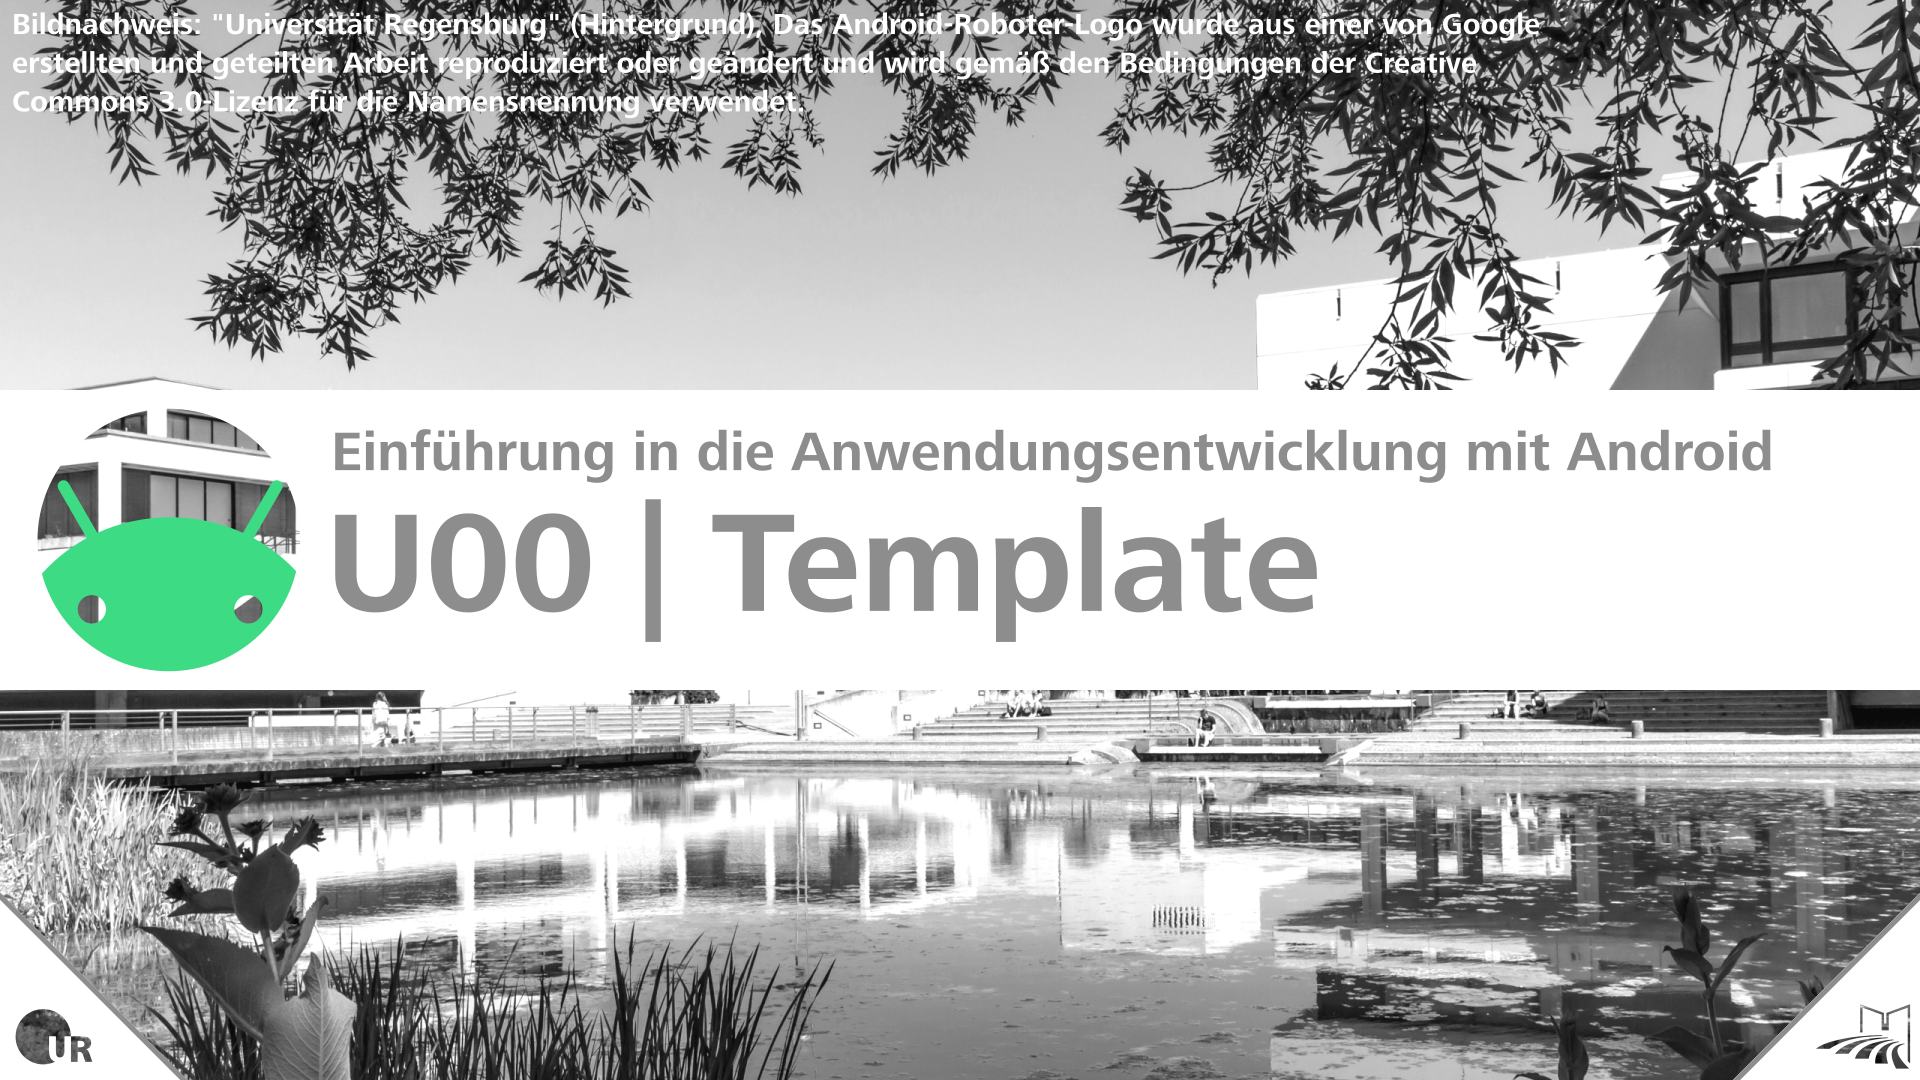 Bildnachweis: "Universität Regensburg" (Hintergrund), Das Android-Roboter-Logo wurde aus einer von Google
erstellten und geteilten Arbeit reproduziert oder geändert und wird gemäß den Bedingungen der Creative
Commons 3.0-Lizenz für die Namensnennung verwendet.
Einführung in die Anwendungsentwicklung mit Android
U00 | Template
UR